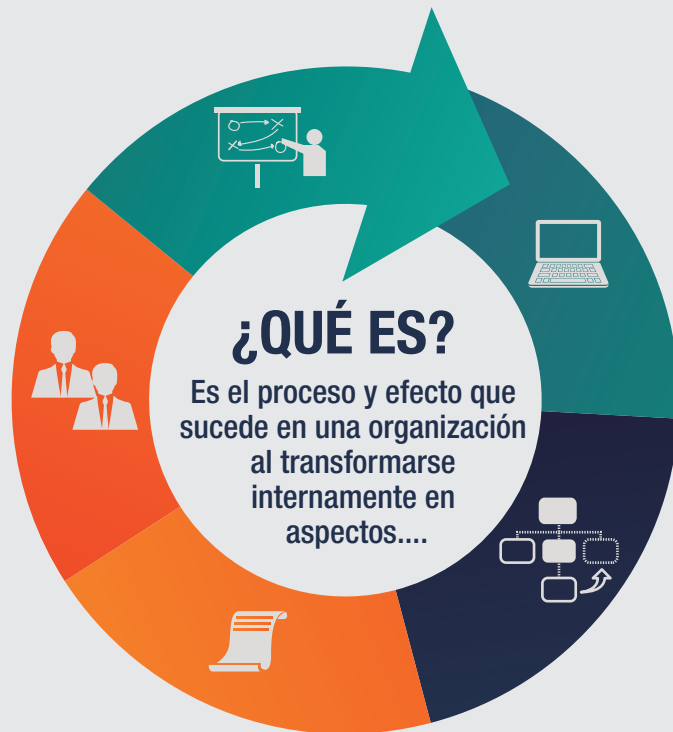 ¿QUÉ ES?
Es el proceso y efecto que
sucede en una organización
al transformarse
internamente en
aspectos....